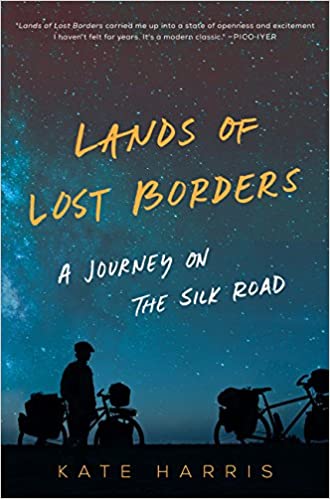 "Lands of Lost Borders carried me up into a state of openness and excitement
I haven't felt for years. It's a modern classic." —PICO-IYER
LANDS OF
LOST BORDERS
A JOURNEY ON
THE SILK ROAD
KATE HARRIS